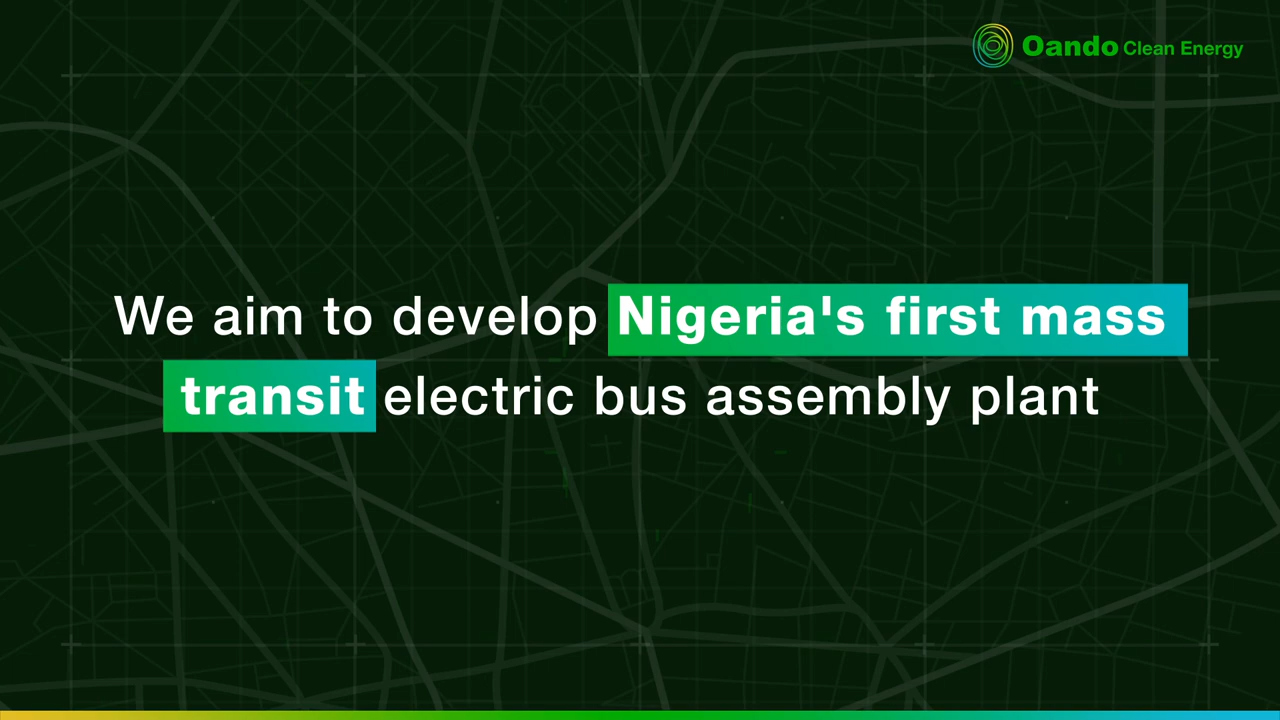 Oando Clean Energy
We aim to develop Nigeria's first mass
transit electric bus assembly plant